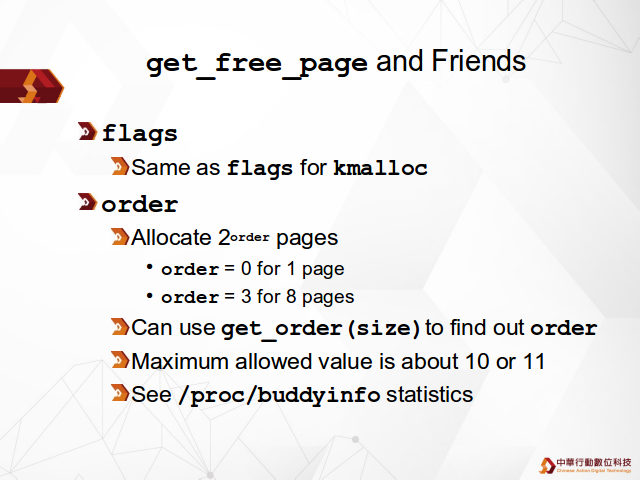 get_free_page and Friends
flags
Same as flags for kmalloc
order
Allocate 2order pages
• order = 0 for 1 page
• order = 3 for 8 pages
Can use get_order(size)to find out order
Maximum allowed value is about 10 or 11
See /proc/buddyinfo statistics
中華行動數位科技
Chinese Action Digital Technology